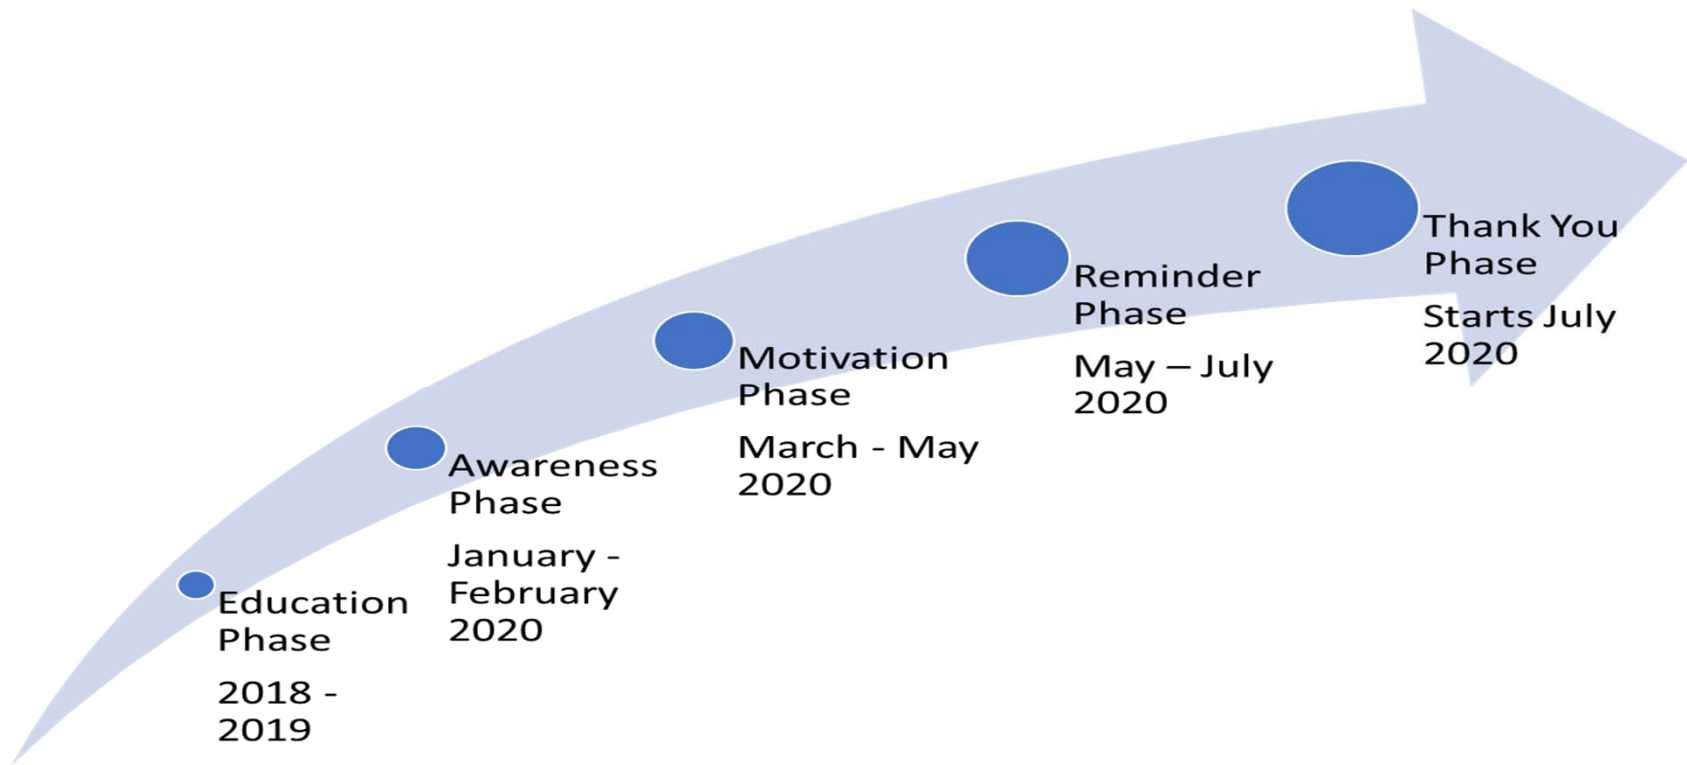 Education
Phase
2018 -
2019
Awareness
Phase
January -
February
2020
Motivation
Phase
March - May
2020
Reminder
Phase
May – July
2020
Thank You
Phase
Starts July
2020